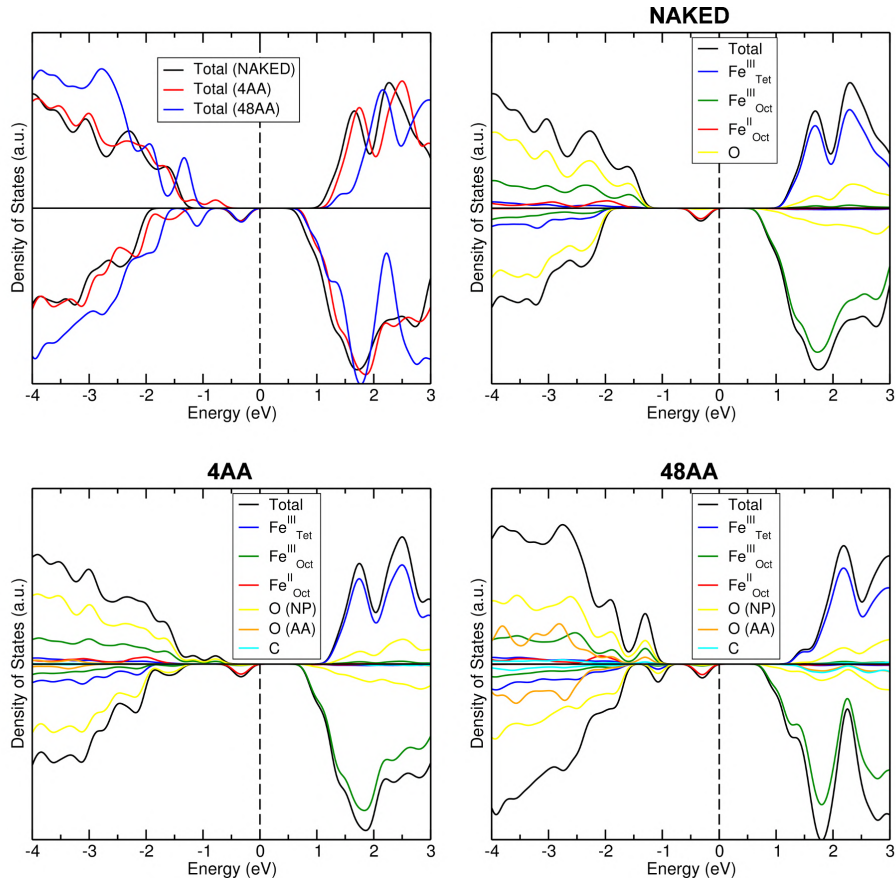 NAKED
Total (NAKED)
Total (4AA)
Total (48AA)
Density of States (a.u.)
-4 -3 -2 -1 0 1 2 3
Energy (eV)
Total
Fe^III_Tet
Fe^III_Oct
Fe^II_Oct
O
Density of States (a.u.)
-4 -3 -2 -1 0 1 2 3
Energy (eV)
4AA
Total
Fe^III_Tet
Fe^III_Oct
Fe^II_Oct
O (NP)
O (AA)
C
Density of States (a.u.)
-4 -3 -2 -1 0 1 2 3
Energy (eV)
48AA
Total
Fe^III_Tet
Fe^III_Oct
Fe^II_Oct
O (NP)
O (AA)
C
Density of States (a.u.)
-4 -3 -2 -1 0 1 2 3
Energy (eV)